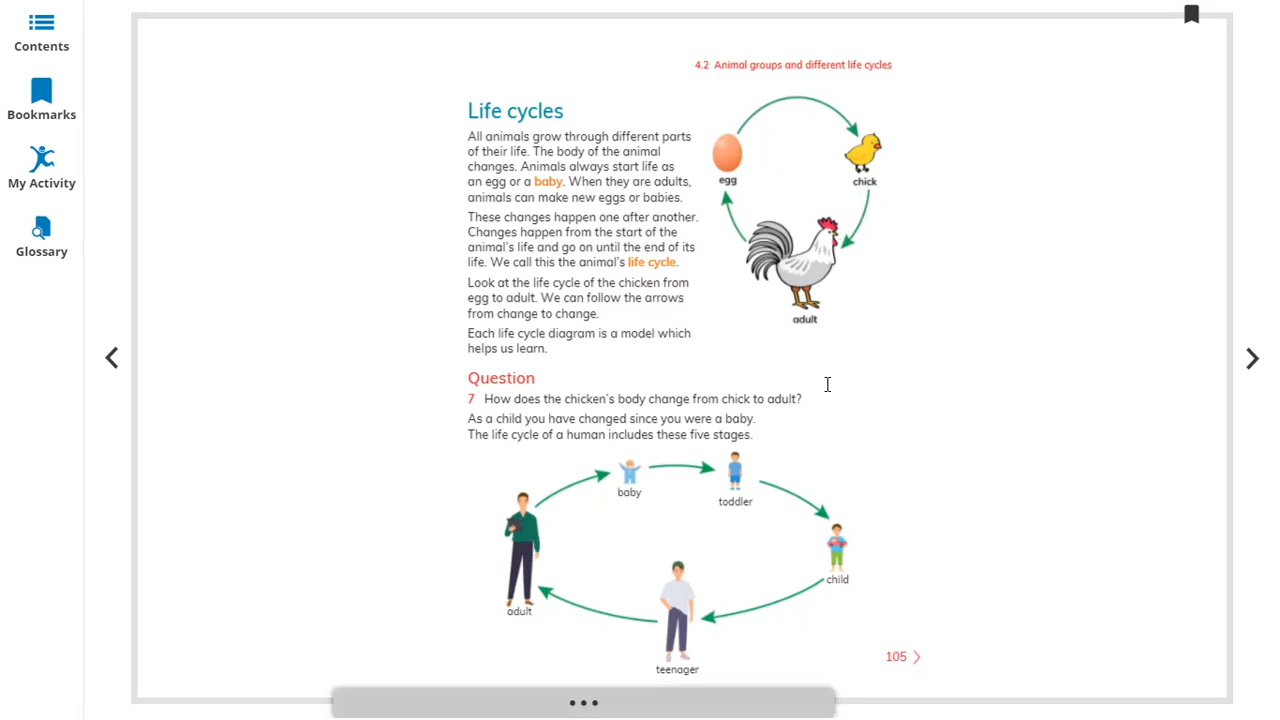 Contents
Bookmarks
My Activity
Glossary
4.2 Animal groups and different life cycles
Life cycles
All animals grow through different parts
of their life. The body of the animal
changes. Animals always start life as
an egg or a baby. When they are adults,
animals can make new eggs or babies.
These changes happen one after another.
Changes happen from the start of the
animal's life and go on until the end of its
life. We call this the animal's life cycle.
Look at the life cycle of the chicken from
egg to adult. We can follow the arrows
from change to change.
Each life cycle diagram is a model which
helps us learn.
egg
chick
adult
Question
7 How does the chicken's body change from chick to adult?
As a child you have changed since you were a baby.
The life cycle of a human includes these five stages.
baby
toddler
child
teenager
adult
105